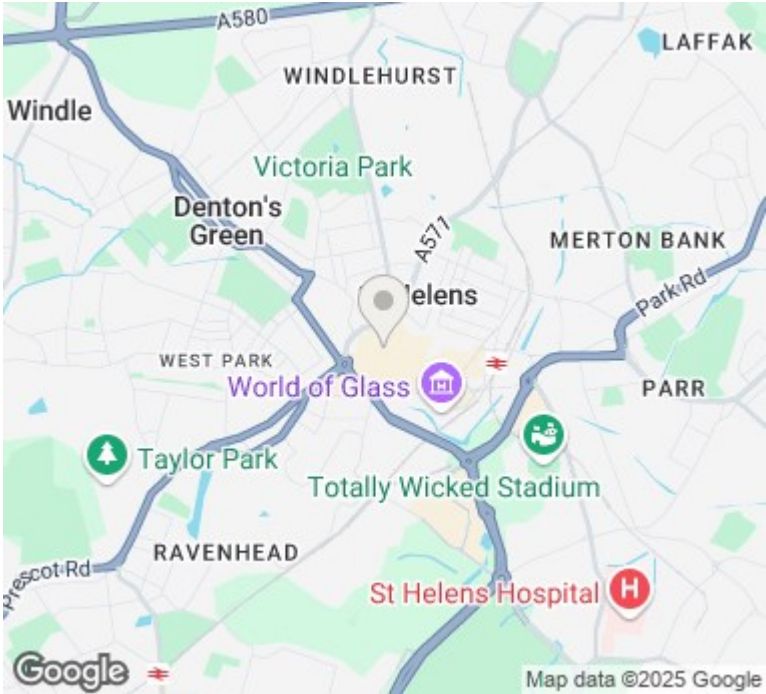 A580
LAFFAK
WINDLEHURST
Windle
Victoria Park
Denton's
Green
A571
MERTON BANK
Helens
Park Rd
WEST PARK
World of Glass
PARR
Taylor Park
Totally Wicked Stadium
RAVENHEAD
Prescot Rd
St Helens Hospital
H
Google
Map data ©2025 Google